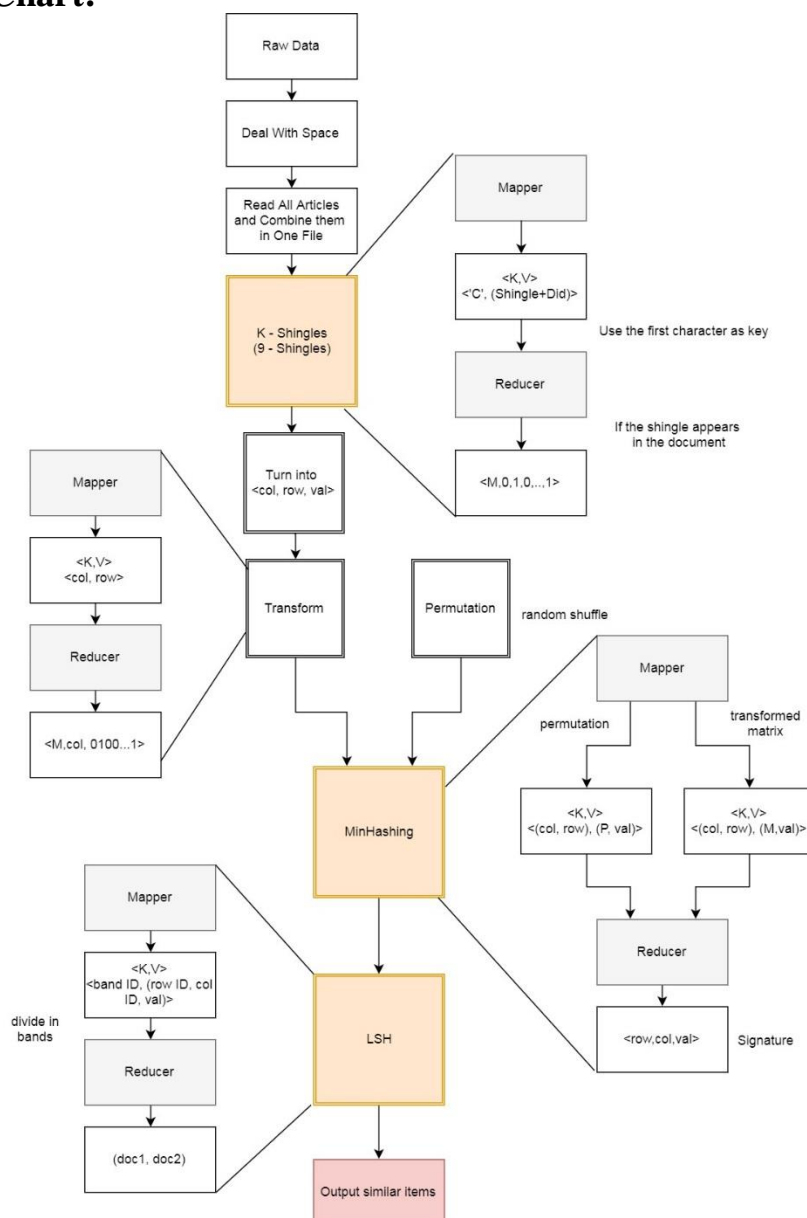 Chart:
Raw Data
Deal With Space
Read All Articles
and Combine them
in One File
K - Shingles
(9 - Shingles)
Mapper
<K,V>
<'C', (Shingle+Did)>
Use the first character as key
Reducer
If the shingle appears
in the document
<M,0,1,0,..,1>
Turn into
<col, row, val>
Mapper
<K,V>
<col, row>
Reducer
<M,col, 0100...1>
Transform
Permutation
random shuffle
Mapper
permutation
transformed
matrix
<K,V>
<(col, row), (P, val)>
<K,V>
<(col, row), (M,val)>
Reducer
<row,col,val>
Signature
MinHashing
Mapper
<K,V>
<band ID, (row ID, col
ID, val)>
divide in
bands
Reducer
(doc1, doc2)
LSH
Output similar items